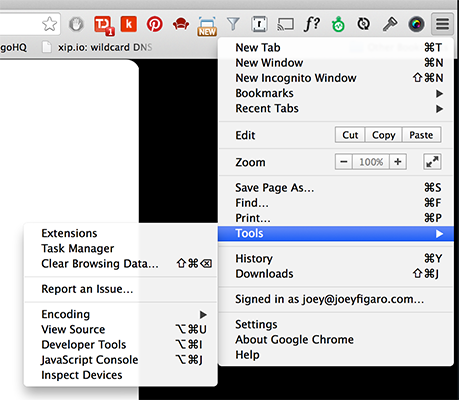 TD 1
k
NEW
r
f?
goHQ
xip.io: wildcard DNS
New Tab ⌘T
New Window ⌘N
New Incognito Window ⇧⌘N
Bookmarks ▶
Recent Tabs ▶
Edit Cut Copy Paste
Zoom − 100% +
Save Page As... ⌘S
Find... ⌘F
Print... ⌘P
Tools ▶
History ⌘Y
Downloads ⇧⌘J
Signed in as joey@joeyfigaro.com...
Settings
About Google Chrome
Help
Extensions
Task Manager
Clear Browsing Data... ⇧⌘⌫
Report an Issue...
Encoding ▶
View Source ⌥⌘U
Developer Tools ⌥⌘I
JavaScript Console ⌥⌘J
Inspect Devices